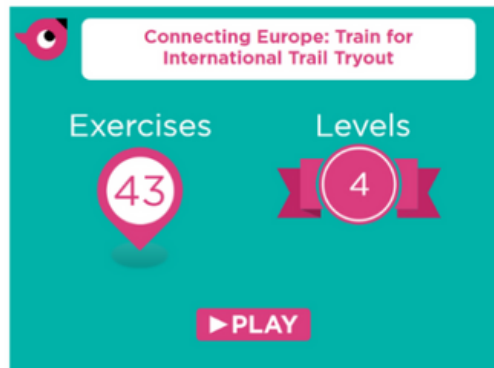 Connecting Europe: Train for
International Trail Tryout
Exercises
Levels
43
4
PLAY